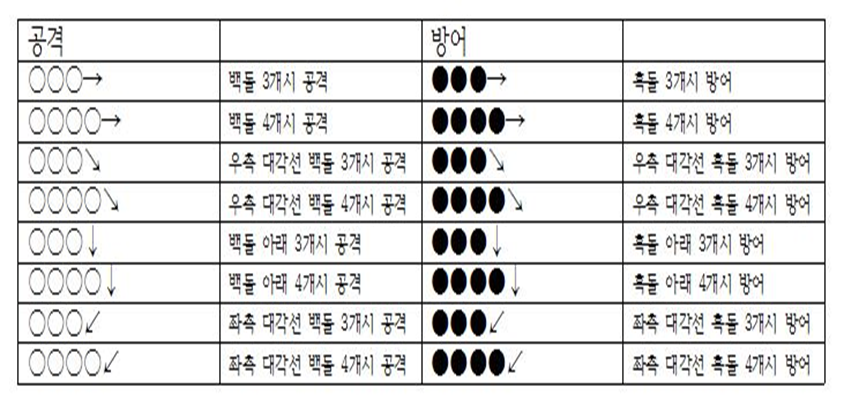 공격 방어
○○○→ 백돌 3개시 공격 ●●●→ 흑돌 3개시 방어
○○○○→ 백돌 4개시 공격 ●●●●→ 흑돌 4개시 방어
○○○↘ 우측 대각선 백돌 3개시 공격 ●●●↘ 우측 대각선 흑돌 3개시 방어
○○○○↘ 우측 대각선 백돌 4개시 공격 ●●●●↘ 우측 대각선 흑돌 4개시 방어
○○○↓ 백돌 아래 3개시 공격 ●●●↓ 흑돌 아래 3개시 방어
○○○○↓ 백돌 아래 4개시 공격 ●●●●↓ 흑돌 아래 4개시 방어
○○○↙ 좌측 대각선 백돌 3개시 공격 ●●●↙ 좌측 대각선 흑돌 3개시 방어
○○○○↙ 좌측 대각선 백돌 4개시 공격 ●●●●↙ 좌측 대각선 흑돌 4개시 방어